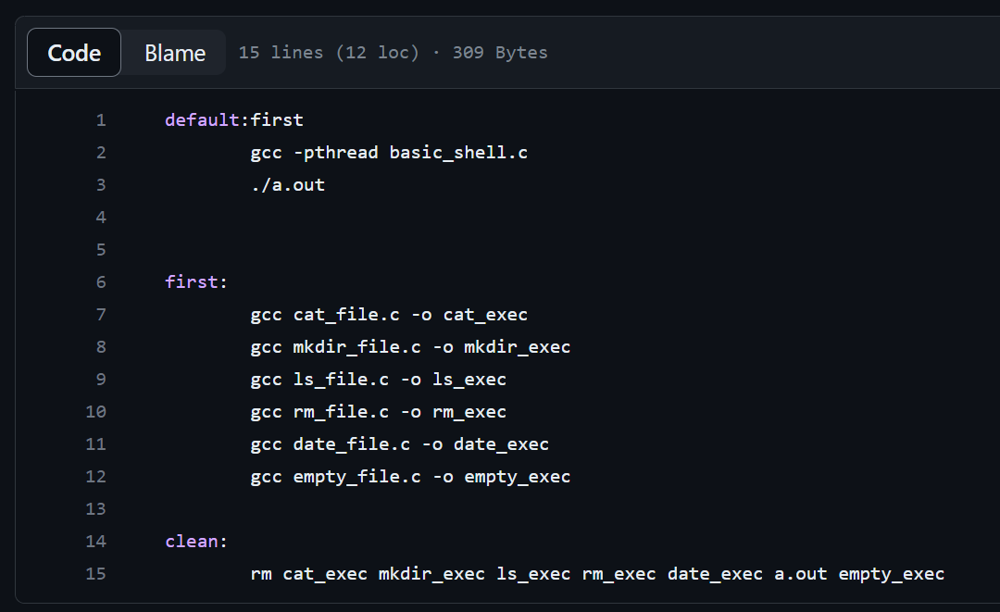 Code Blame 15 lines (12 loc) · 309 Bytes
1 default:first
2 gcc -pthread basic_shell.c
3 ./a.out
4
5
6 first:
7 gcc cat_file.c -o cat_exec
8 gcc mkdir_file.c -o mkdir_exec
9 gcc ls_file.c -o ls_exec
10 gcc rm_file.c -o rm_exec
11 gcc date_file.c -o date_exec
12 gcc empty_file.c -o empty_exec
13
14 clean:
15 rm cat_exec mkdir_exec ls_exec rm_exec date_exec a.out empty_exec